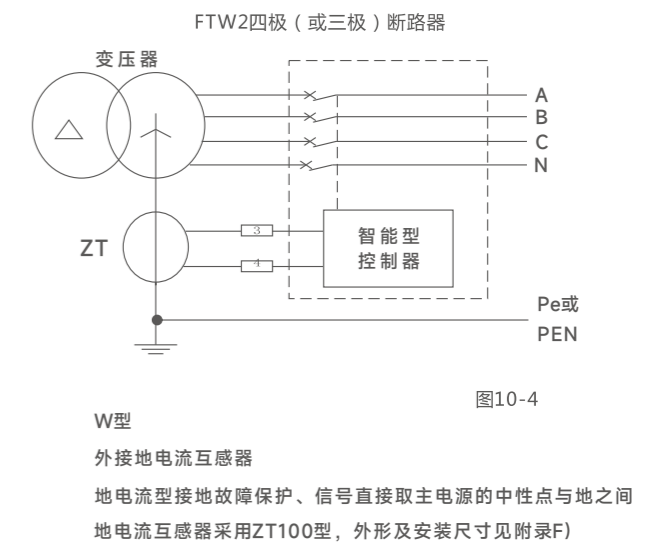 FTW2四极（或三极）断路器
变压器
A
B
C
N
ZT
3
4
智能型
控制器
Pe或
PEN
图10-4
W型
外接地电流互感器
地电流型接地故障保护、信号直接取主电源的中性点与地之间
地电流互感器采用ZT100型，外形及安装尺寸见附录F）